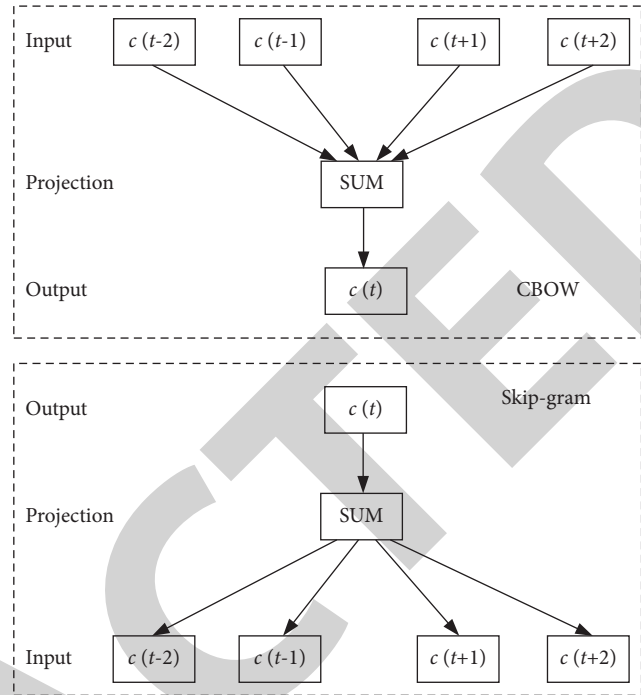 Input c (t-2) c (t-1) c (t+1) c (t+2)
Projection SUM
Output c (t) CBOW
Skip-gram
Output c (t)
Projection SUM
Input c (t-2) c (t-1) c (t+1) c (t+2)
CTED